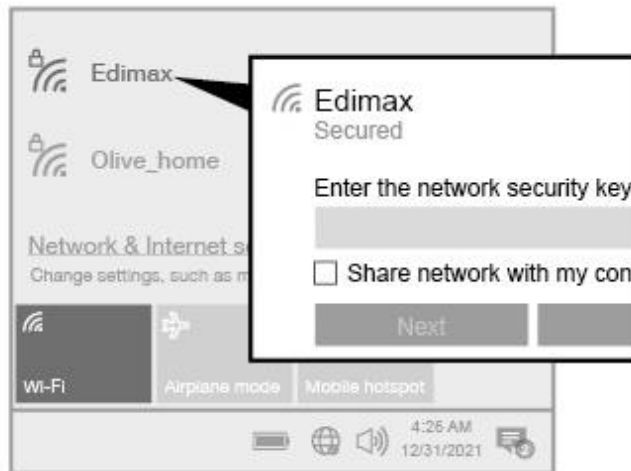 Edimax
Olive_home
Network & Internet s
Change settings, such as m
Wi-Fi
Airplane mode
Mobile hotspot
4:26 AM
12/31/2021
Edimax
Secured
Enter the network security key
Share network with my con
Next